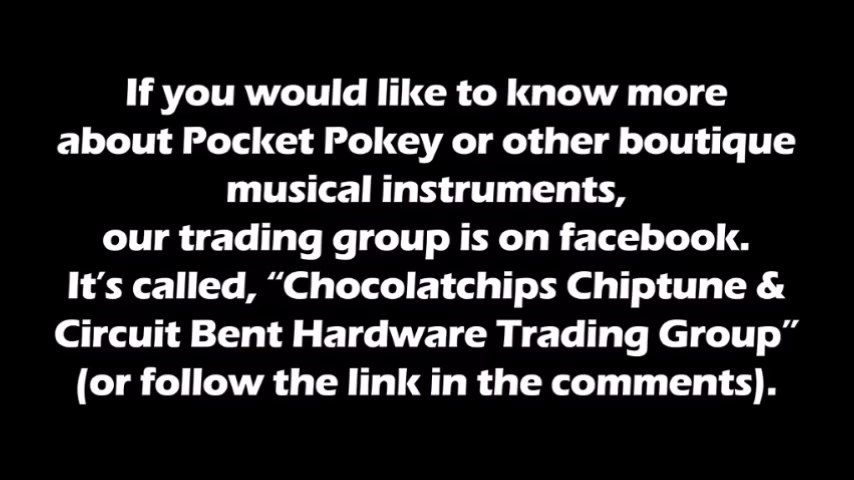 If you would like to know more
about Pocket Pokey or other boutique
musical instruments,
our trading group is on facebook.
It's called, “Chocolatchips Chiptune &
Circuit Bent Hardware Trading Group”
(or follow the link in the comments).